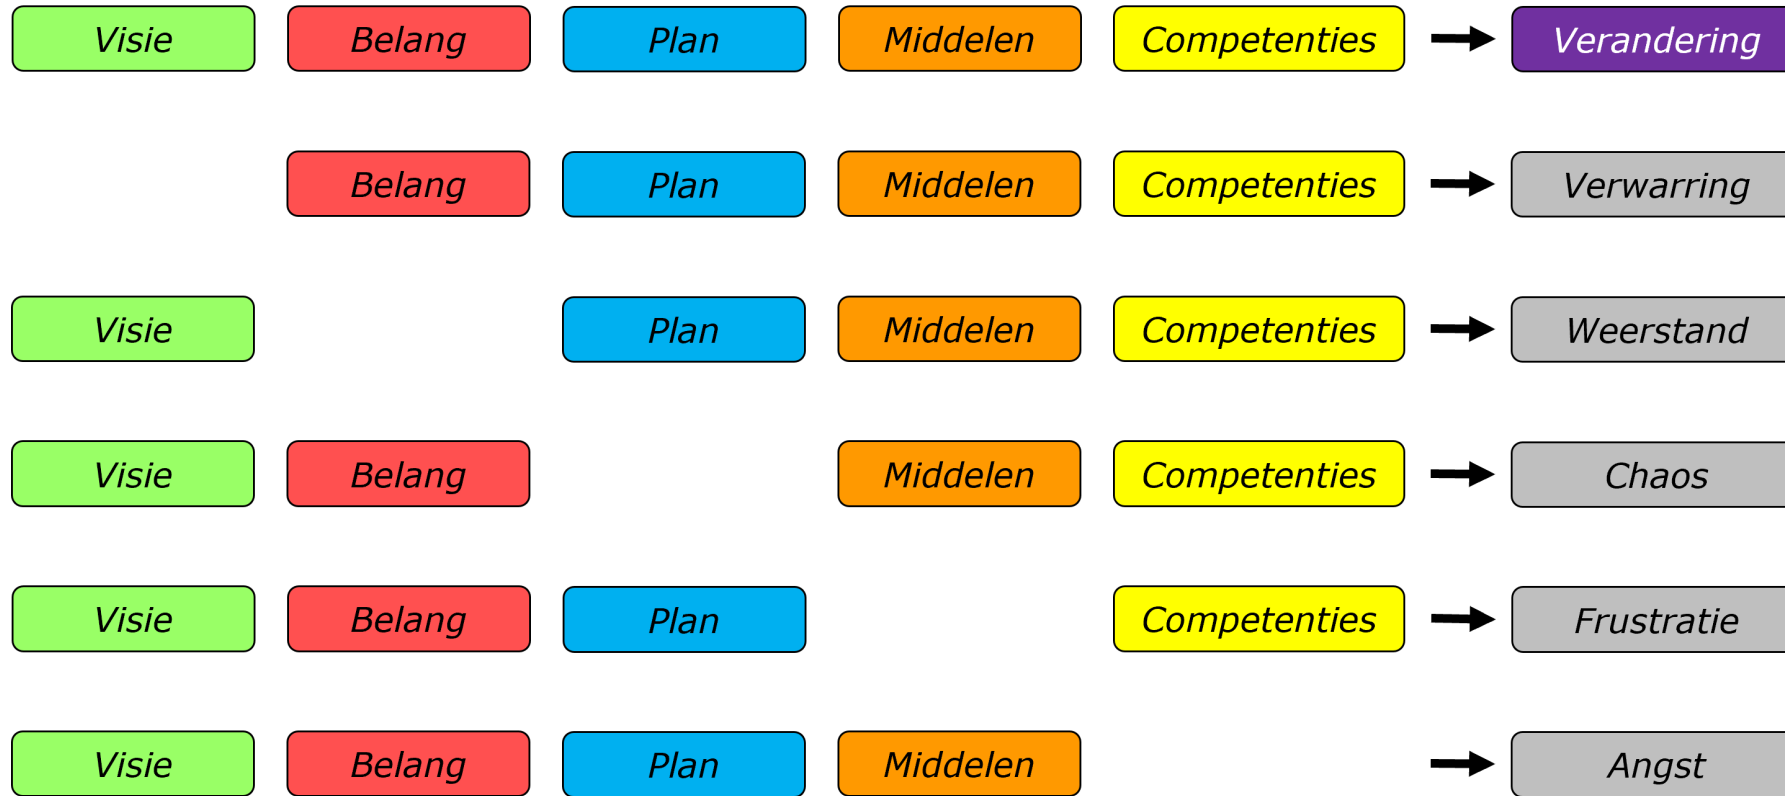 Visie Belang Plan Middelen Competenties Verandering
Belang Plan Middelen Competenties Verwarring
Visie Plan Middelen Competenties Weerstand
Visie Belang Middelen Competenties Chaos
Visie Belang Plan Competenties Frustratie
Visie Belang Plan Middelen Angst